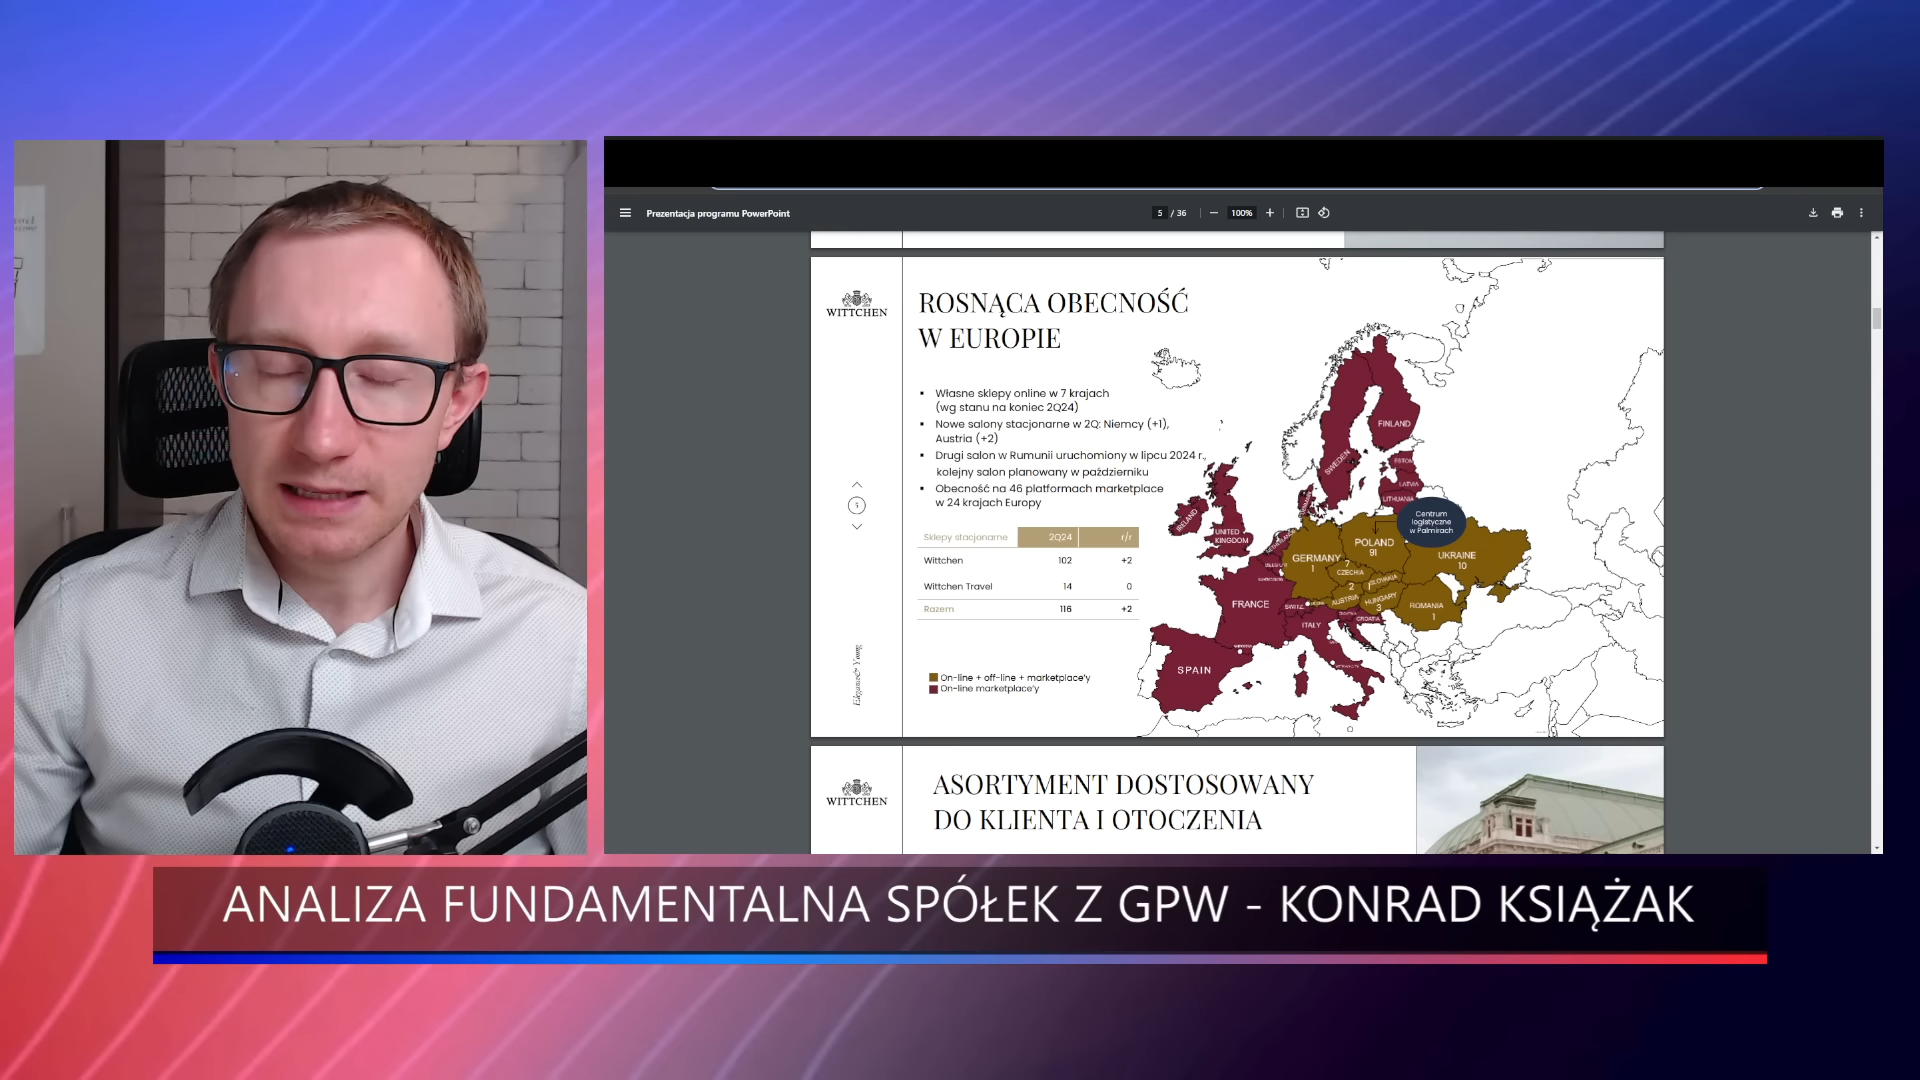 Prezentacja programu PowerPoint
5 / 36
100%
WITTCHEN
ROSNĄCA OBECNOŚĆ
W EUROPIE
▪ Własne sklepy online w 7 krajach
(wg stanu na koniec 2Q24)
▪ Nowe salony stacjonarne w 2Q: Niemcy (+1),
Austria (+2)
▪ Drugi salon w Rumunii uruchomiony w lipcu 2024 r.,
kolejny salon planowany w październiku
▪ Obecność na 46 platformach marketplace
w 24 krajach Europy
5
Sklepy stacjonarne 2Q24 r/r
Wittchen 102 +2
Wittchen Travel 14 0
Razem 116 +2
Elegance & Young
On-line + off-line + marketplace'y
On-line marketplace'y
FINLAND
SWEDEN
LATVIA
LITHUANIA
Centrum
logistyczne
w Palmirach
IRELAND
UNITED
KINGDOM
POLAND
91
GERMANY
1
UKRAINE
10
7
CZECHIA
SLOVAKIA
1
2
AUSTRIA
HUNGARY
3
ROMANIA
1
FRANCE
SWITZ.
ITALY
CROATIA
SPAIN
WITTCHEN
ASORTYMENT DOSTOSOWANY
DO KLIENTA I OTOCZENIA
ANALIZA FUNDAMENTALNA SPÓŁEK Z GPW - KONRAD KSIĄŻAK